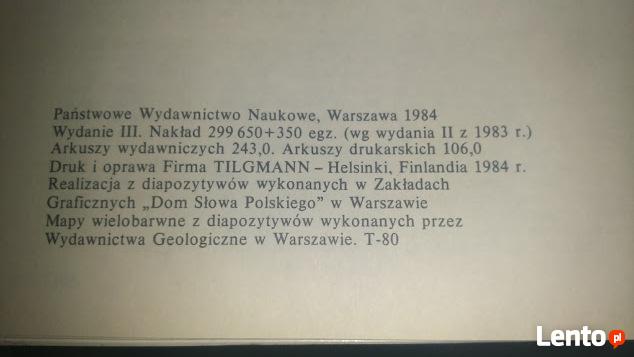 Państwowe Wydawnictwo Naukowe, Warszawa 1984
Wydanie III. Nakład 299 650+350 egz. (wg wydania II z 1983 r.)
Arkuszy wydawniczych 243,0. Arkuszy drukarskich 106,0
Druk i oprawa Firma TILGMANN – Helsinki, Finlandia 1984 r.
Realizacja z diapozytywów wykonanych w Zakładach
Graficznych „Dom Słowa Polskiego” w Warszawie
Mapy wielobarwne z diapozytywów wykonanych przez
Wydawnictwa Geologiczne w Warszawie. T-80
Lento.pl